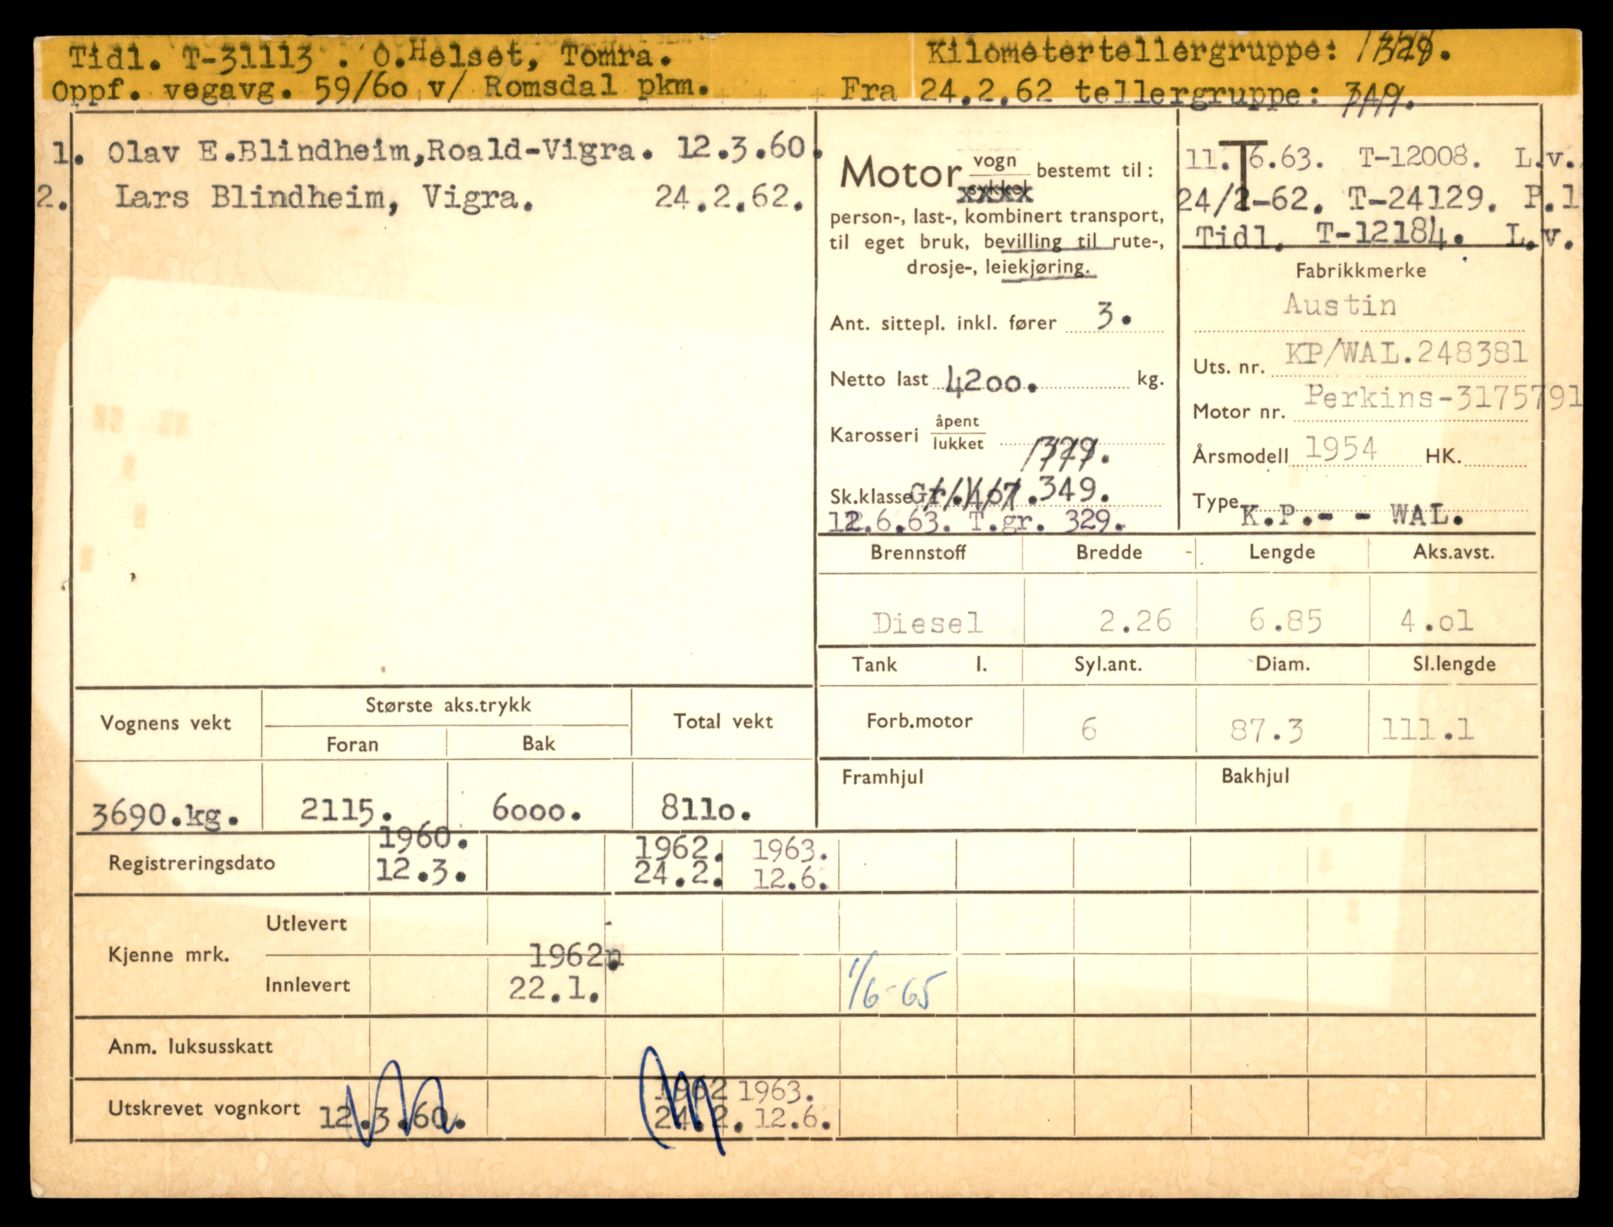 Tidl. T-31113 . O.Helset, Tomra. Kilometertellergruppe: 329.
Oppf. vegavg. 59/60 v/ Romsdal pkm. Fra 24.2.62 tellergruppe: 349.
1. Olav E.Blindheim,Roald-Vigra. 12.3.60.
2. Lars Blindheim, Vigra. 24.2.62.
Motor vogn sykkel bestemt til:
person-, last-, kombinert transport,
til eget bruk, bevilling til rute-,
drosje-, leiekjøring.
Ant. sittepl. inkl. fører 3.
Netto last 4200. kg.
Karosseri åpent lukket
Sk.klasse Gr. 407. 349.
12.6.63. T.gr. 329.
T
11. 6.63. T-12008. L.v.
24/2-62. T-24129. P.l
Tidl. T-12184. L.v.
Fabrikkmerke
Austin
Uts. nr. KP/WAL.248381
Motor nr. Perkins-3175791
Årsmodell 1954 HK.
Type K.P.- - WAL.
Brennstoff Bredde - Lengde Aks.avst.
Diesel 2.26 6.85 4.01
Tank l. Syl.ant. Diam. Sl.lengde
Forb.motor 6 87.3 111.1
Framhjul Bakhjul
Vognens vekt Største aks.trykk Total vekt
Foran Bak
3690.kg. 2115. 6000. 8110.
Registreringsdato 1960. 12.3. 1962. 24.2. 1963. 12.6.
Kjenne mrk. Utlevert
Innlevert 1962. 22.1. 1/6-65
Anm. luksusskatt
Utskrevet vognkort 12.3.60. 1962 24.2. 1963. 12.6.